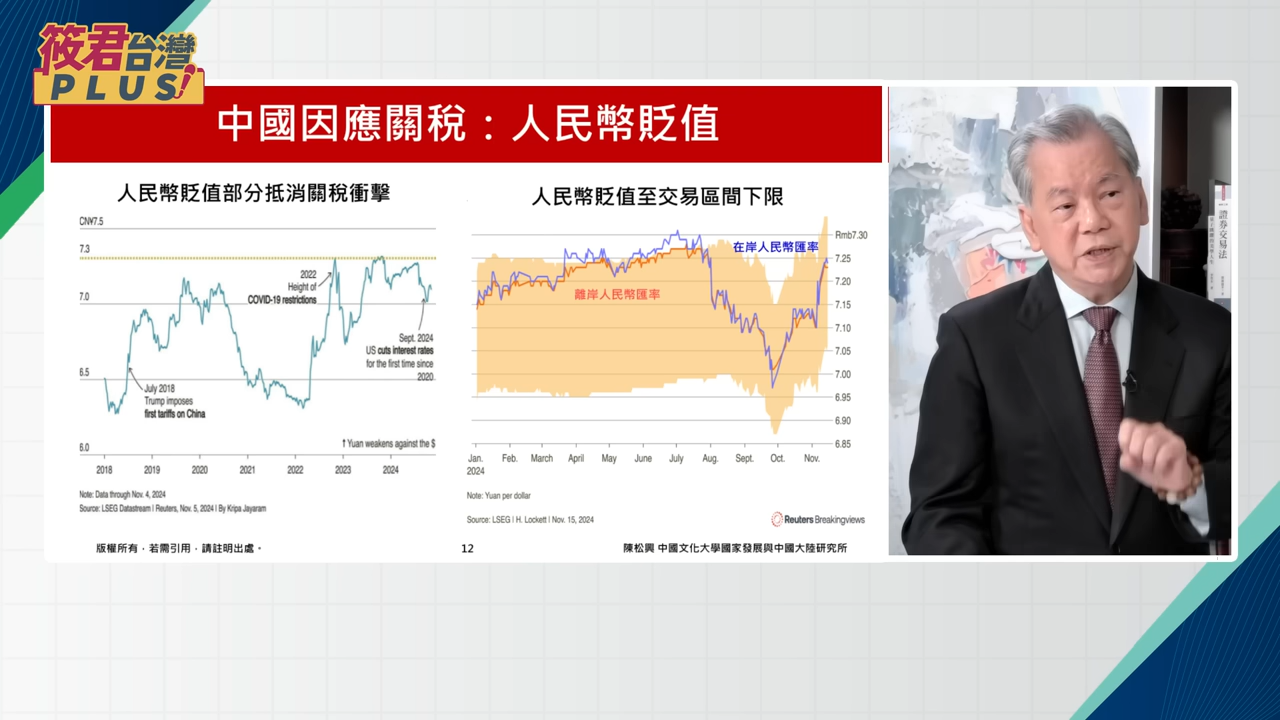 筱君台灣
PLUS!
中國因應關稅：人民幣貶值
人民幣貶值部分抵消關稅衝擊
CN¥7.5
7.3
7.0
6.5
6.0
2022
Height of
COVID-19 restrictions
Sept. 2024
US cuts interest rates
for the first time since
2020
July 2018
Trump imposes
first tariffs on China
↑ Yuan weakens against the $
2018 2019 2020 2021 2022 2023 2024
Note: Data through Nov. 4, 2024
Source: LSEG Datastream | Reuters, Nov. 5, 2024 | By Kripa Jayaram
人民幣貶值至交易區間下限
在岸人民幣匯率
離岸人民幣匯率
Rmb7.30
7.25
7.20
7.15
7.10
7.05
7.00
6.95
6.90
6.85
Jan. Feb. March April May June July Aug. Sept. Oct. Nov.
2024
Note: Yuan per dollar
Source: LSEG | H. Lockett | Nov. 15, 2024
Reuters Breakingviews
版權所有，若需引用，請註明出處。
12
陳松興 中國文化大學國家發展與中國大陸研究所
證券交易法